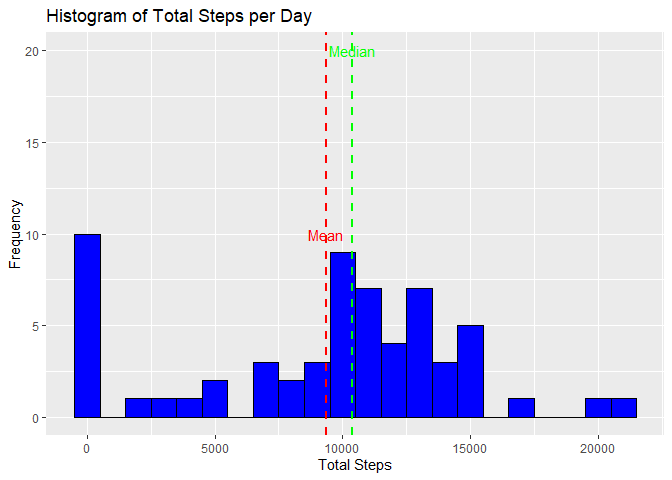 Histogram of Total Steps per Day
20
Median
15
10
Mean
5
0
Frequency
0 5000 10000 15000 20000
Total Steps